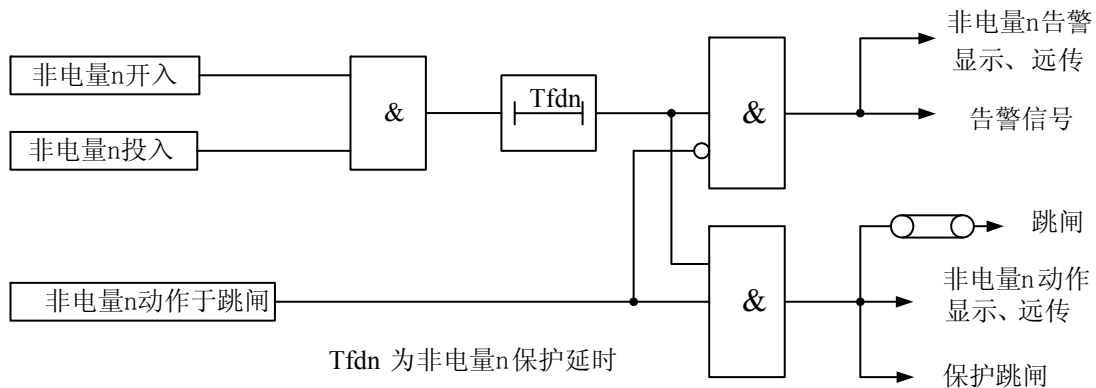 非电量n开入
非电量n投入
&
Tfdn
&
非电量n告警
显示、远传
告警信号
非电量n动作于跳闸
&
跳闸
非电量n动作
显示、远传
保护跳闸
Tfdn 为非电量n保护延时